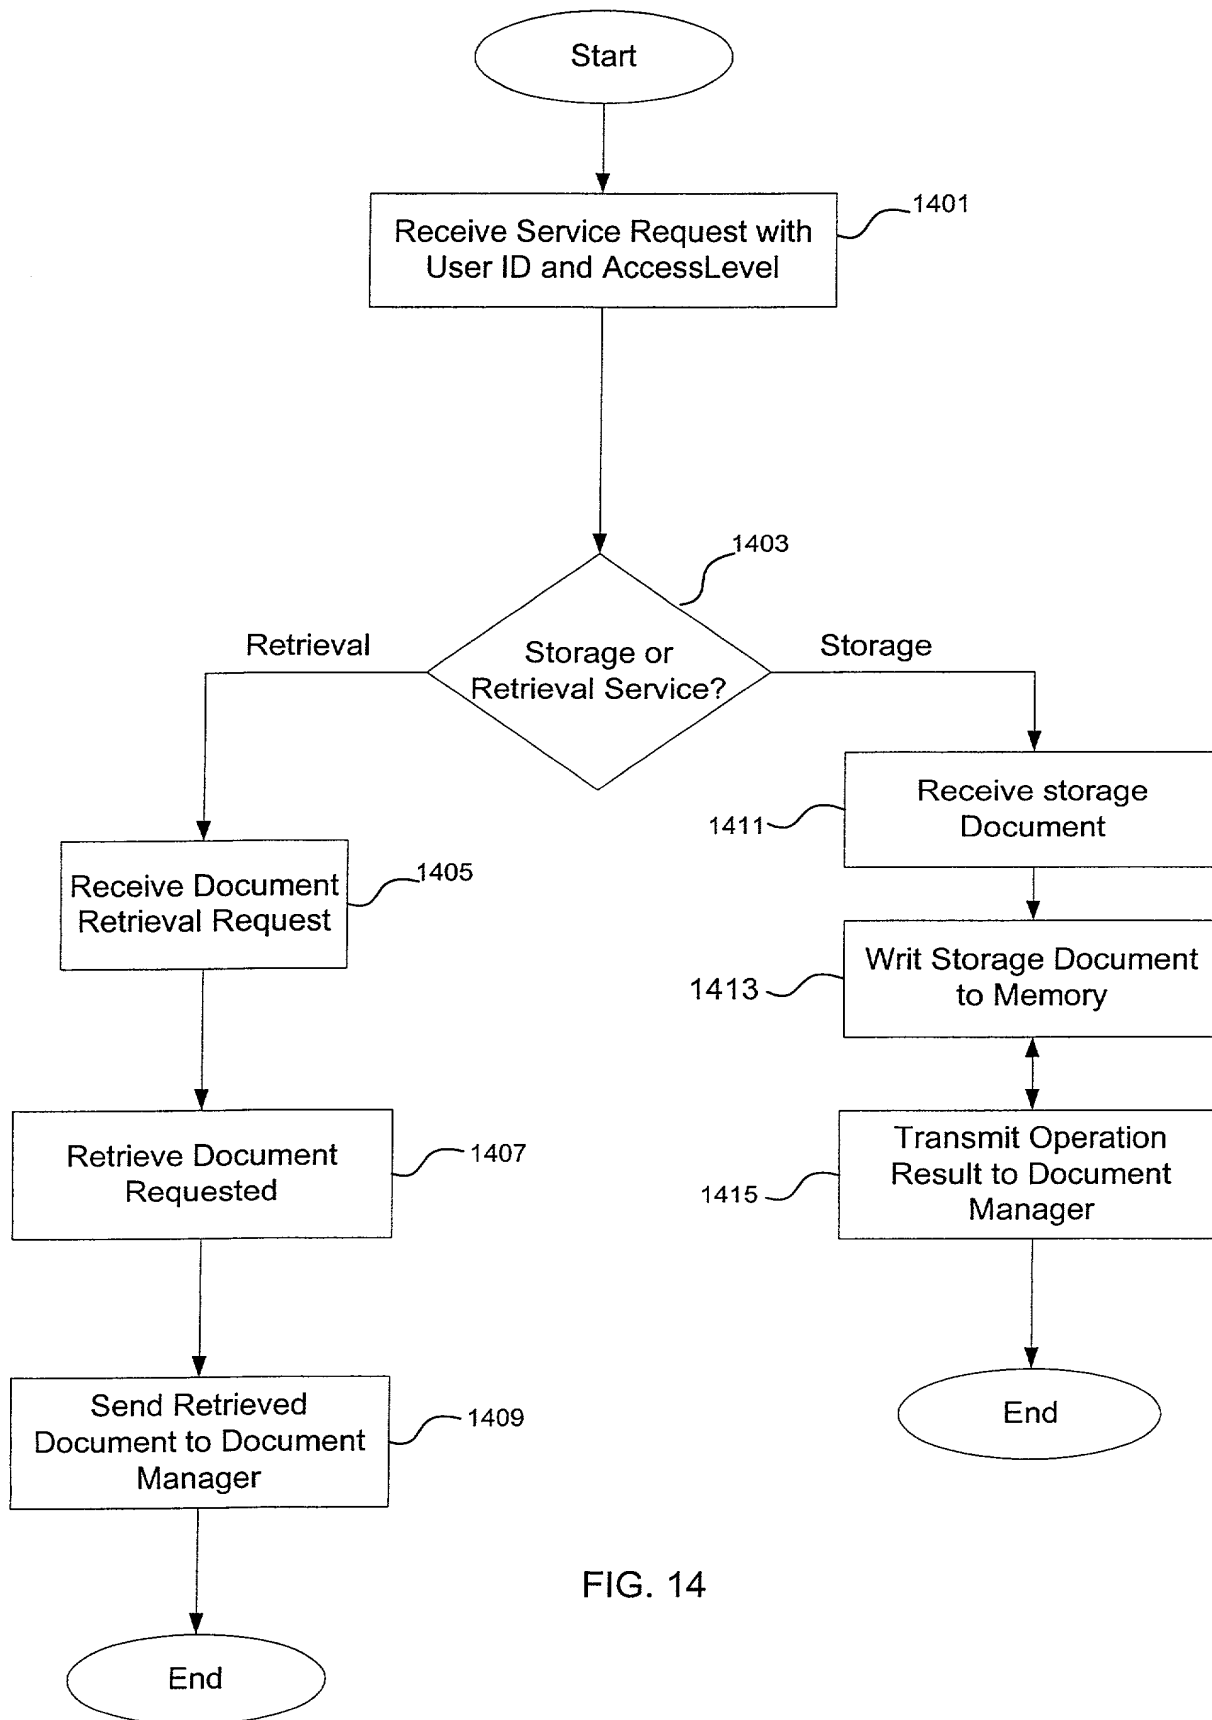 Start
1401
Receive Service Request with
User ID and AccessLevel
1403
Retrieval
Storage
Storage or
Retrieval Service?
Receive storage
Document
1411
1405
Receive Document
Retrieval Request
Writ Storage Document
to Memory
1413
Retrieve Document
Requested
1407
Transmit Operation
Result to Document
Manager
1415
Send Retrieved
Document to Document
Manager
1409
End
FIG. 14
End